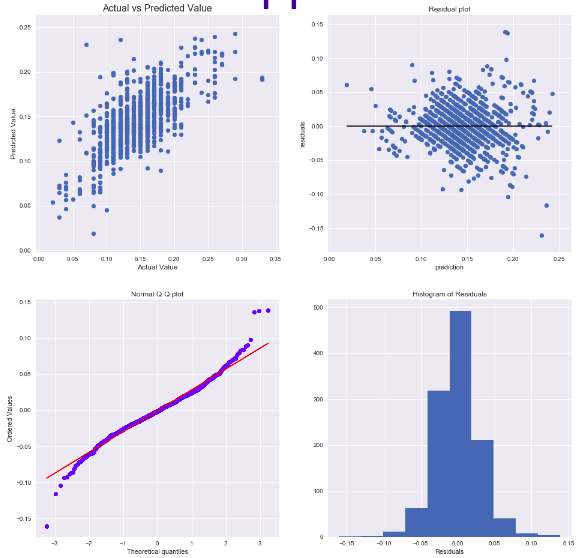 Actual vs Predicted Value
Predicted Value
0.25
0.20
0.15
0.10
0.05
0.00
0.00 0.05 0.10 0.15 0.20 0.25 0.30 0.35
Actual Value
Residual plot
residuals
0.15
0.10
0.05
0.00
−0.05
−0.10
−0.15
0.00 0.05 0.10 0.15 0.20 0.25
prediction
Normal Q-Q plot
Ordered Values
0.15
0.10
0.05
0.00
−0.05
−0.10
−0.15
−3 −2 −1 0 1 2 3
Theoretical quantiles
Histogram of Residuals
500
400
300
200
100
0
−0.15 −0.10 −0.05 0.00 0.05 0.10 0.15
Residuals